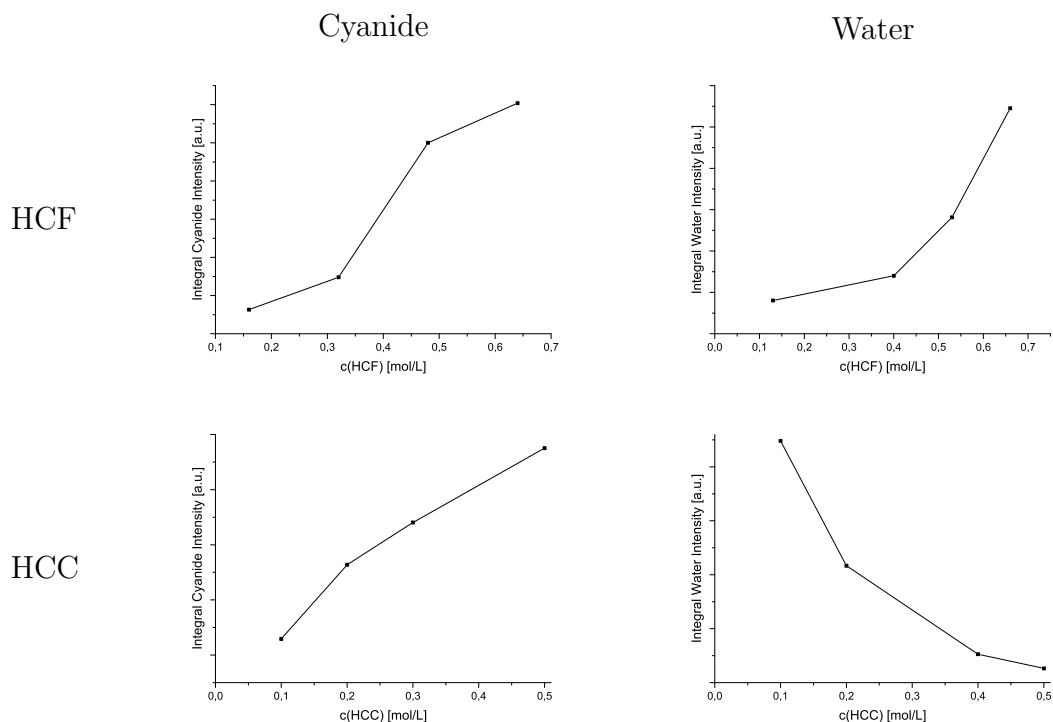 Cyanide
Water
HCF
Integral Cyanide Intensity [a.u.]
0,1 0,2 0,3 0,4 0,5 0,6 0,7
c(HCF) [mol/L]
Integral Water Intensity [a.u.]
0,0 0,1 0,2 0,3 0,4 0,5 0,6 0,7
c(HCF) [mol/L]
HCC
Integral Cyanide Intensity [a.u.]
0,0 0,1 0,2 0,3 0,4 0,5
c(HCC) [mol/L]
Integral Water Intensity [a.u.]
0,0 0,1 0,2 0,3 0,4 0,5
c(HCC) [mol/L]